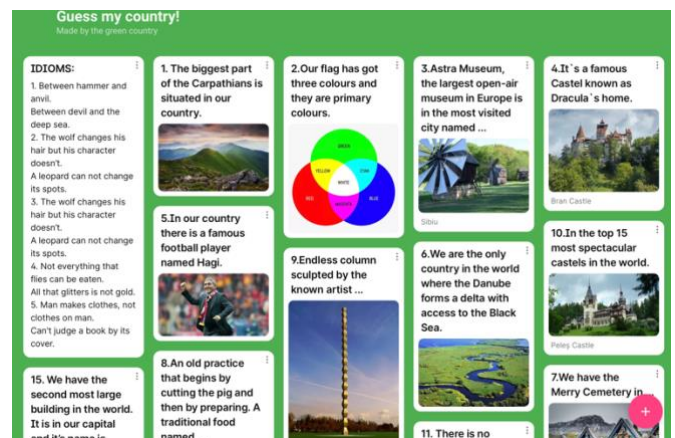 Guess my country!
Made by the green country
IDIOMS:
1. Between hammer and
anvil.
Between devil and the
deep sea.
2. The wolf changes his
hair but his character
doesn't.
A leopard can not change
its spots.
3. The wolf changes his
hair but his character
doesn't.
A leopard can not change
its spots.
4. Not everything that
flies can be eaten.
All that glitters is not gold.
5. Man makes clothes, not
clothes on man.
Can't judge a book by its
cover.
15. We have the
second most large
building in the world.
It is in our capital
and it's name is
1. The biggest part
of the Carpathians is
situated in our
country.
5.In our country
there is a famous
football player
named Hagi.
8.An old practice
that begins by
cutting the pig and
then by preparing. A
traditional food
named
2.Our flag has got
three colours and
they are primary
colours.
GREEN
YELLOW
CYAN
WHITE
RED
MAGENTA
BLUE
9.Endless column
sculpted by the
known artist ...
3.Astra Museum,
the largest open-air
museum in Europe is
in the most visited
city named ...
Sibiu
6.We are the only
country in the world
where the Danube
forms a delta with
access to the Black
Sea.
11. There is no
4.It`s a famous
Castel known as
Dracula`s home.
Bran Castle
10.In the top 15
most spectacular
castels in the world.
Peleș Castle
7.We have the
Merry Cemetery in...
+